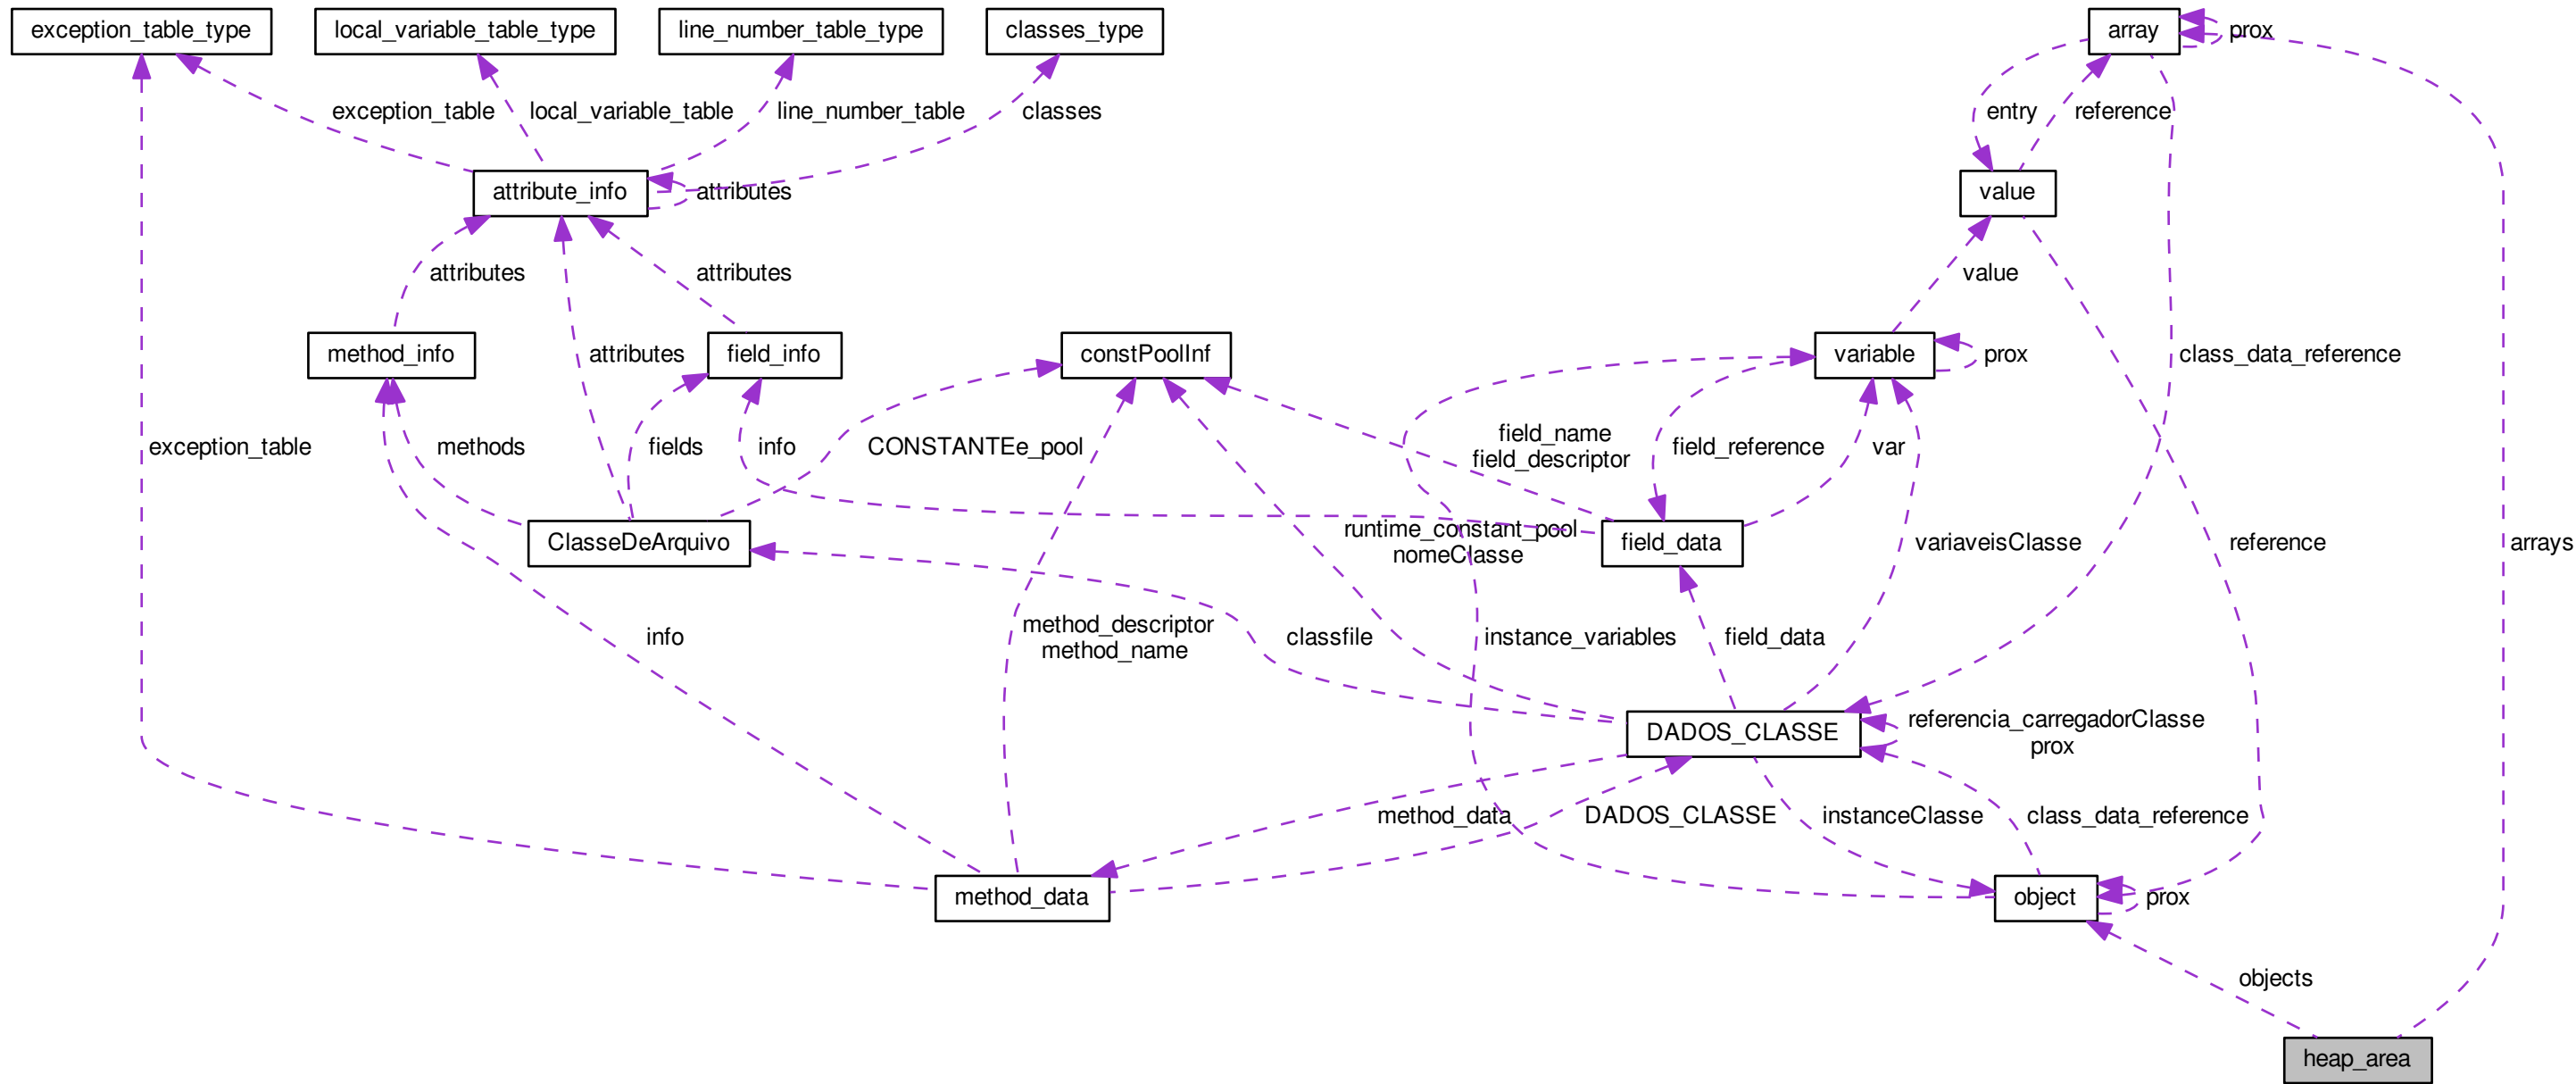 exception_table_type
local_variable_table_type
line_number_table_type
classes_type
array
prox
exception_table
local_variable_table
line_number_table
classes
entry
reference
attribute_info
attributes
value
attributes
attributes
value
method_info
attributes
field_info
constPoolInf
variable
prox
class_data_reference
exception_table
methods
fields
info
CONSTANTEe_pool
field_name
field_descriptor
field_reference
var
ClasseDeArquivo
runtime_constant_pool
nomeClasse
field_data
variaveisClasse
reference
arrays
info
method_descriptor
method_name
classfile
instance_variables
field_data
DADOS_CLASSE
referencia_carregadorClasse
prox
method_data
DADOS_CLASSE
instanceClasse
class_data_reference
method_data
object
prox
objects
heap_area